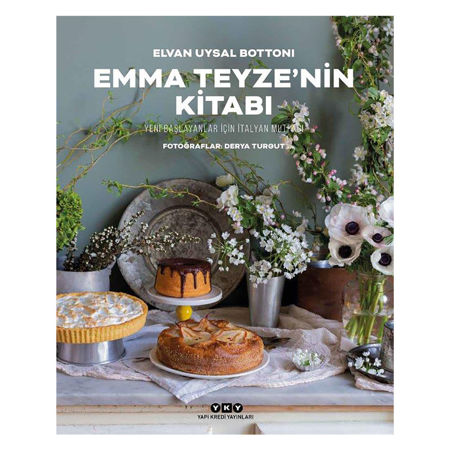 ELVAN UYSAL BOTTONI
EMMA TEYZE'NİN
KİTABI
YENİ BAŞLAYANLAR İÇİN İTALYAN MUTFAĞI
FOTOĞRAFLAR: DERYA TURGUT
YKY
YAPI KREDİ YAYINLARI